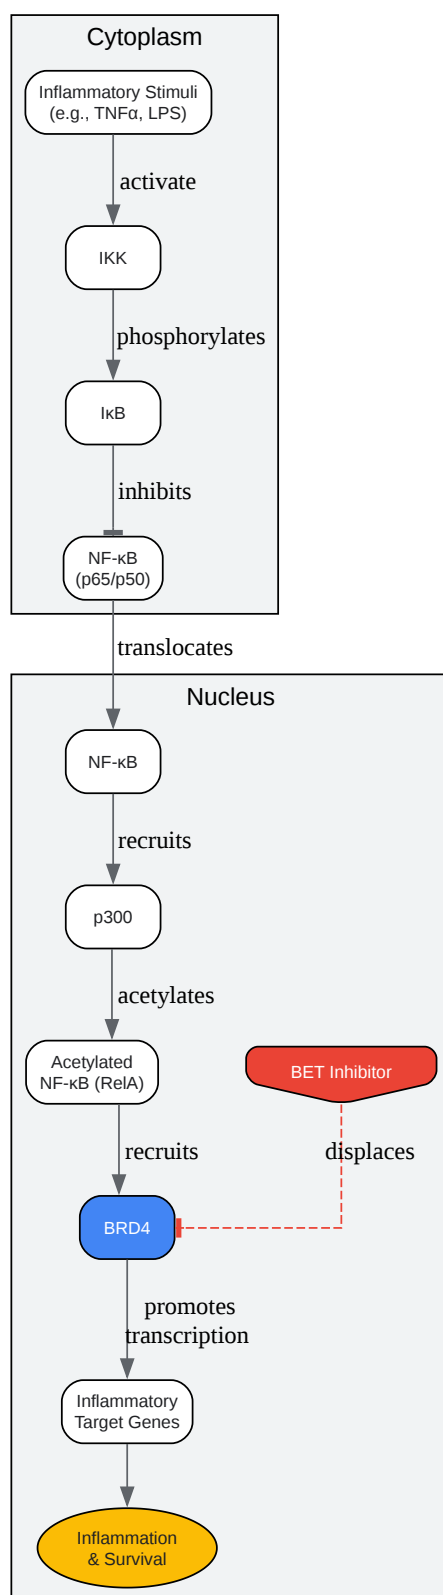 Cytoplasm
Inflammatory Stimuli
(e.g., TNFα, LPS)
activate
IKK
phosphorylates
IκB
inhibits
NF-κB
(p65/p50)
translocates
Nucleus
NF-κB
recruits
p300
acetylates
Acetylated
NF-κB (RelA)
BET Inhibitor
recruits
displaces
BRD4
promotes
transcription
Inflammatory
Target Genes
Inflammation
& Survival